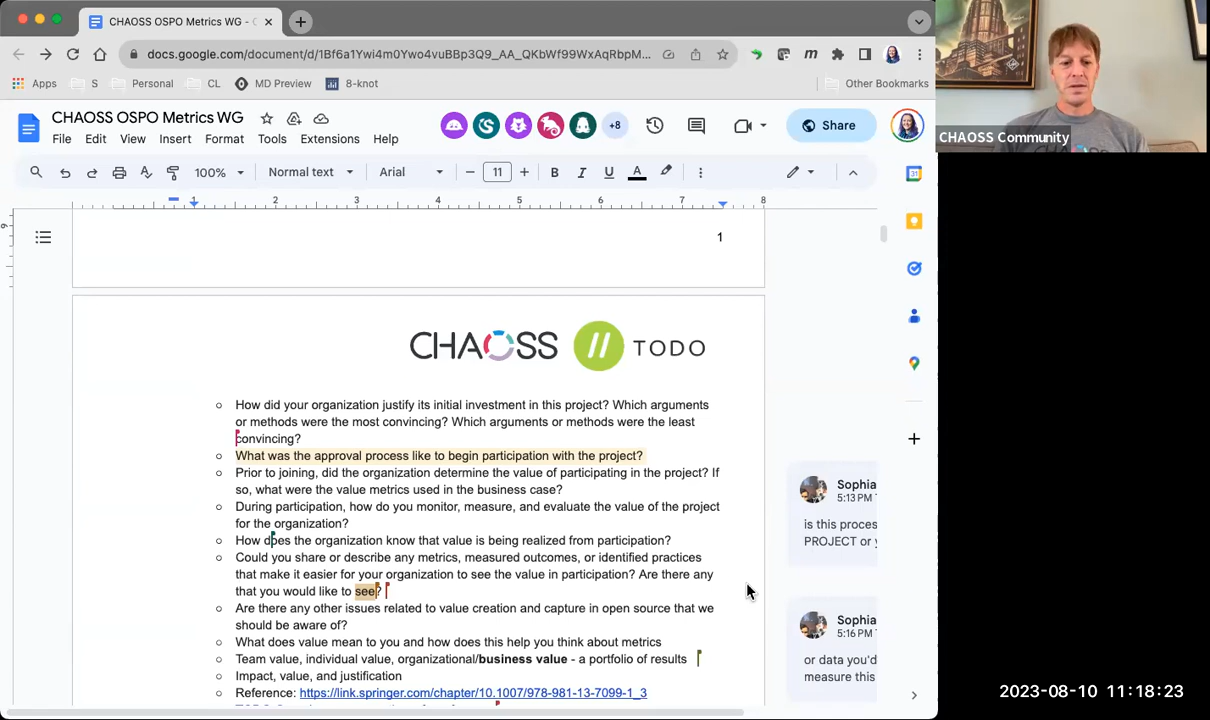 CHAOSS OSPO Metrics WG - C
docs.google.com/document/d/1Bf6a1Ywi4m0Ywo4vuBBp3Q9_AA_QKbWf99WxAqRbpM...
Apps
S
Personal
CL
MD Preview
8-knot
Other Bookmarks
CHAOSS OSPO Metrics WG
File Edit View Insert Format Tools Extensions Help
+8
Share
100%
Normal text
Arial
11
B I U A
1 2 3 4 5 6 7 8
1
CHAOSS // TODO
How did your organization justify its initial investment in this project? Which arguments
or methods were the most convincing? Which arguments or methods were the least
convincing?
What was the approval process like to begin participation with the project?
Prior to joining, did the organization determine the value of participating in the project? If
so, what were the value metrics used in the business case?
During participation, how do you monitor, measure, and evaluate the value of the project
for the organization?
How does the organization know that value is being realized from participation?
Could you share or describe any metrics, measured outcomes, or identified practices
that make it easier for your organization to see the value in participation? Are there any
that you would like to see?
Are there any other issues related to value creation and capture in open source that we
should be aware of?
What does value mean to you and how does this help you think about metrics
Team value, individual value, organizational/business value - a portfolio of results
Impact, value, and justification
Reference: https://link.springer.com/chapter/10.1007/978-981-13-7099-1_3
Sophia
5:13 PM
is this proces
PROJECT or y
Sophia
5:16 PM
or data you'd
measure this
CHAOSS Community
2023-08-10 11:18:23